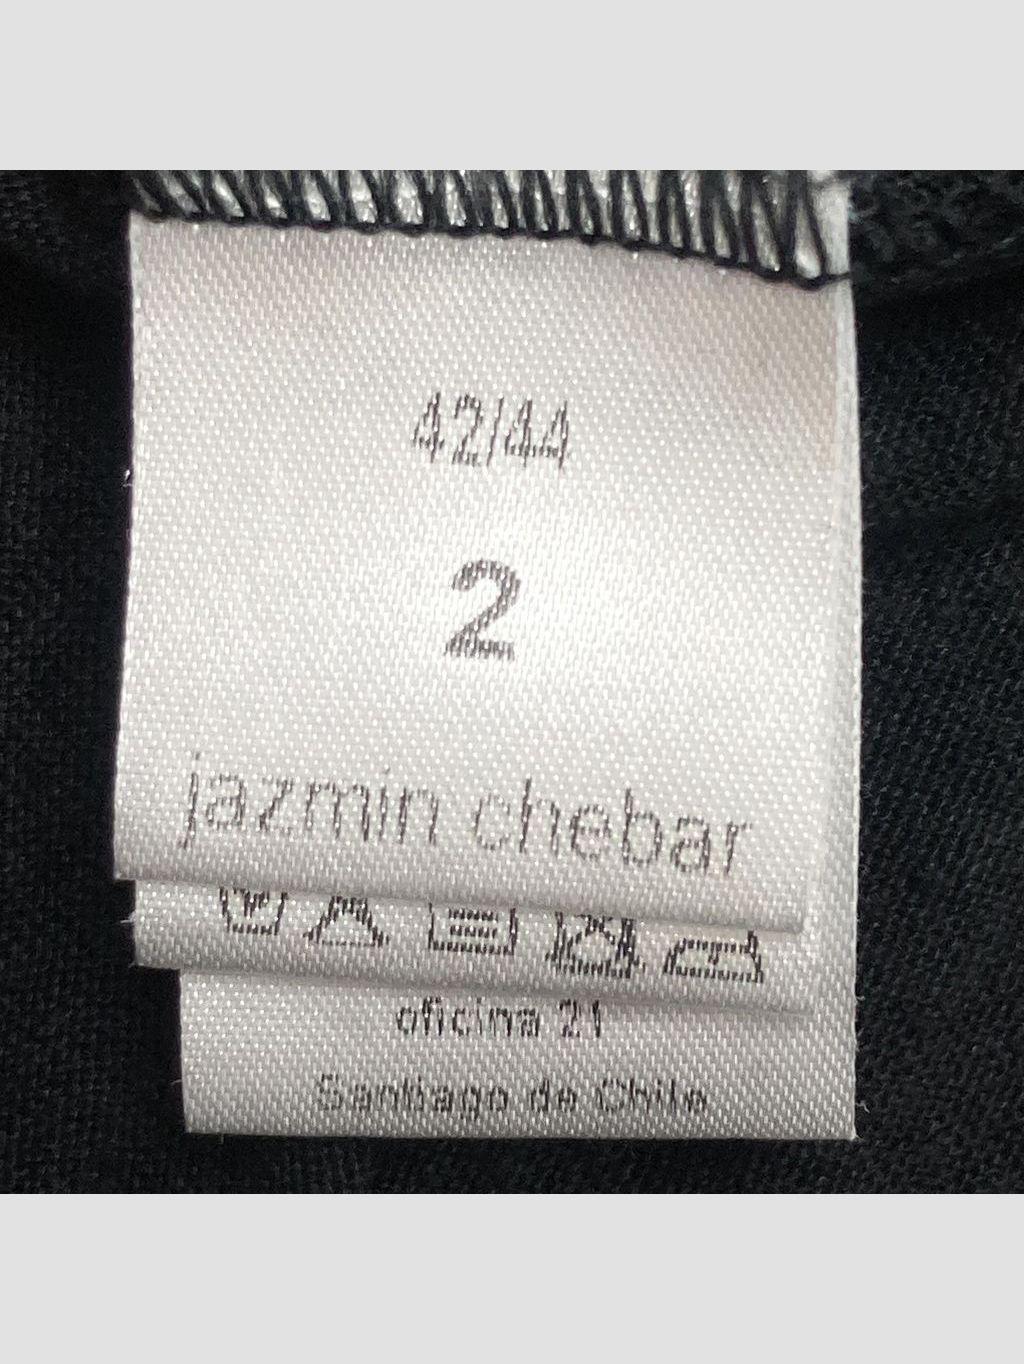 42/44
2
jazmin chebar
oficina 21
Santiago de Chile